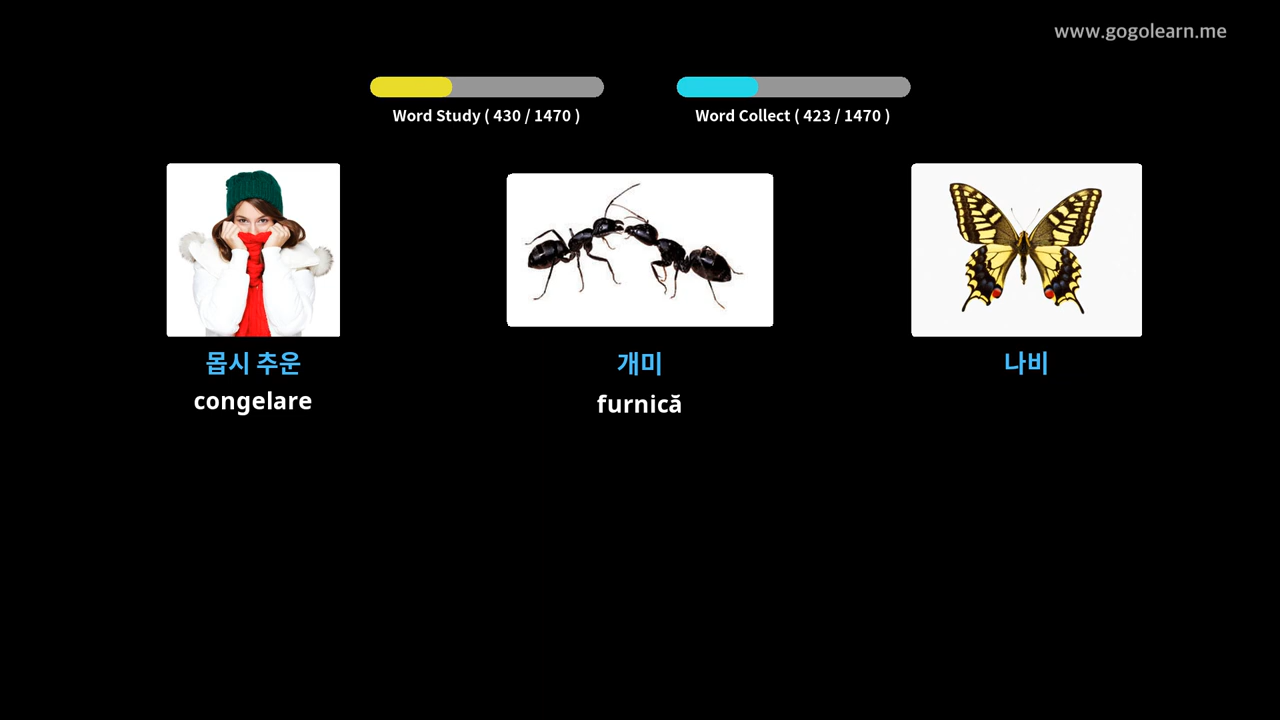 www.gogolearn.me
Word Study ( 430 / 1470 )
Word Collect ( 423 / 1470 )
몹시 추운
congelare
개미
furnică
나비